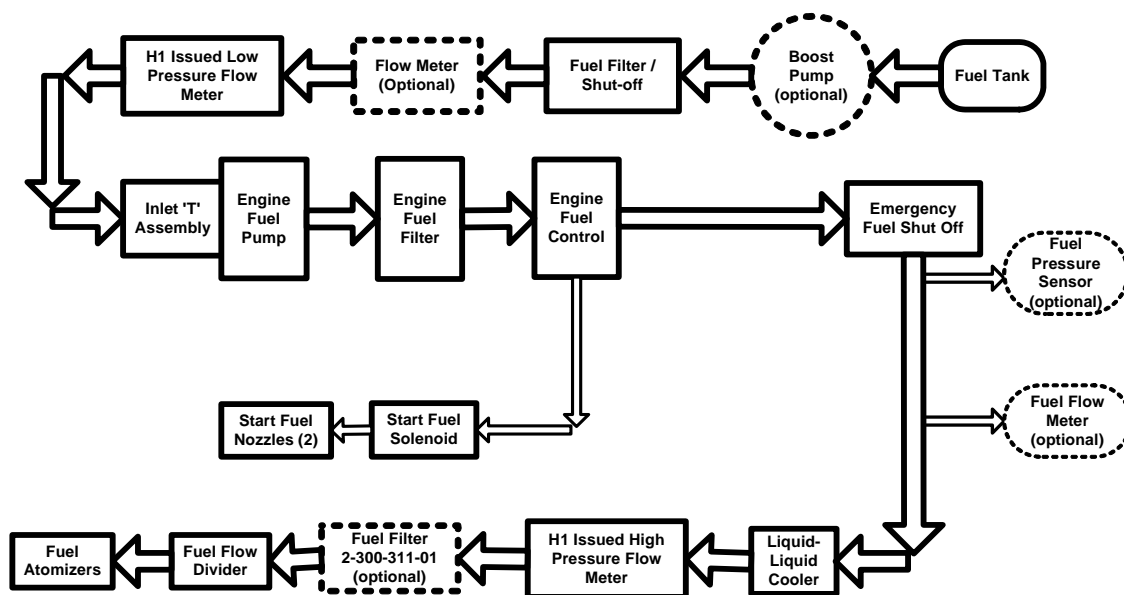 H1 Issued Low
Pressure Flow
Meter
Flow Meter
(Optional)
Fuel Filter /
Shut-off
Boost
Pump
(optional)
Fuel Tank
Inlet 'T'
Assembly
Engine
Fuel
Pump
Engine
Fuel
Filter
Engine
Fuel
Control
Emergency
Fuel Shut Off
Fuel
Pressure
Sensor
(optional)
Start Fuel
Nozzles (2)
Start Fuel
Solenoid
Fuel Flow
Meter
(optional)
Fuel
Atomizers
Fuel Flow
Divider
Fuel Filter
2-300-311-01
(optional)
H1 Issued High
Pressure Flow
Meter
Liquid-
Liquid
Cooler